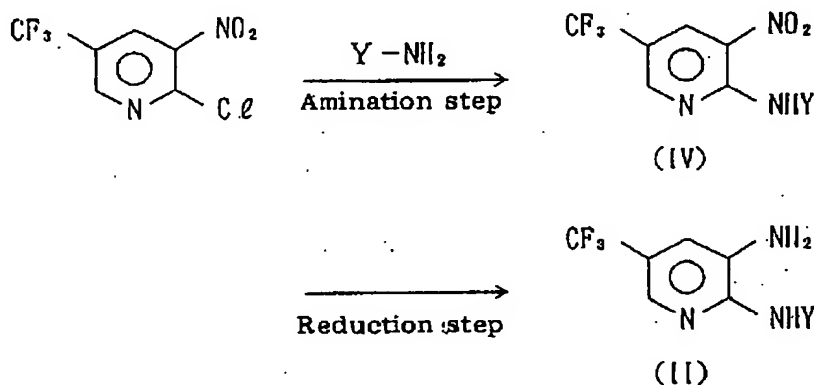 CF₃ NO₂ Y-NH₂ CF₃ NO₂
N Cℓ Amination step N NHY
(IV)
CF₃ NH₂
Reduction step N NHY
(II)